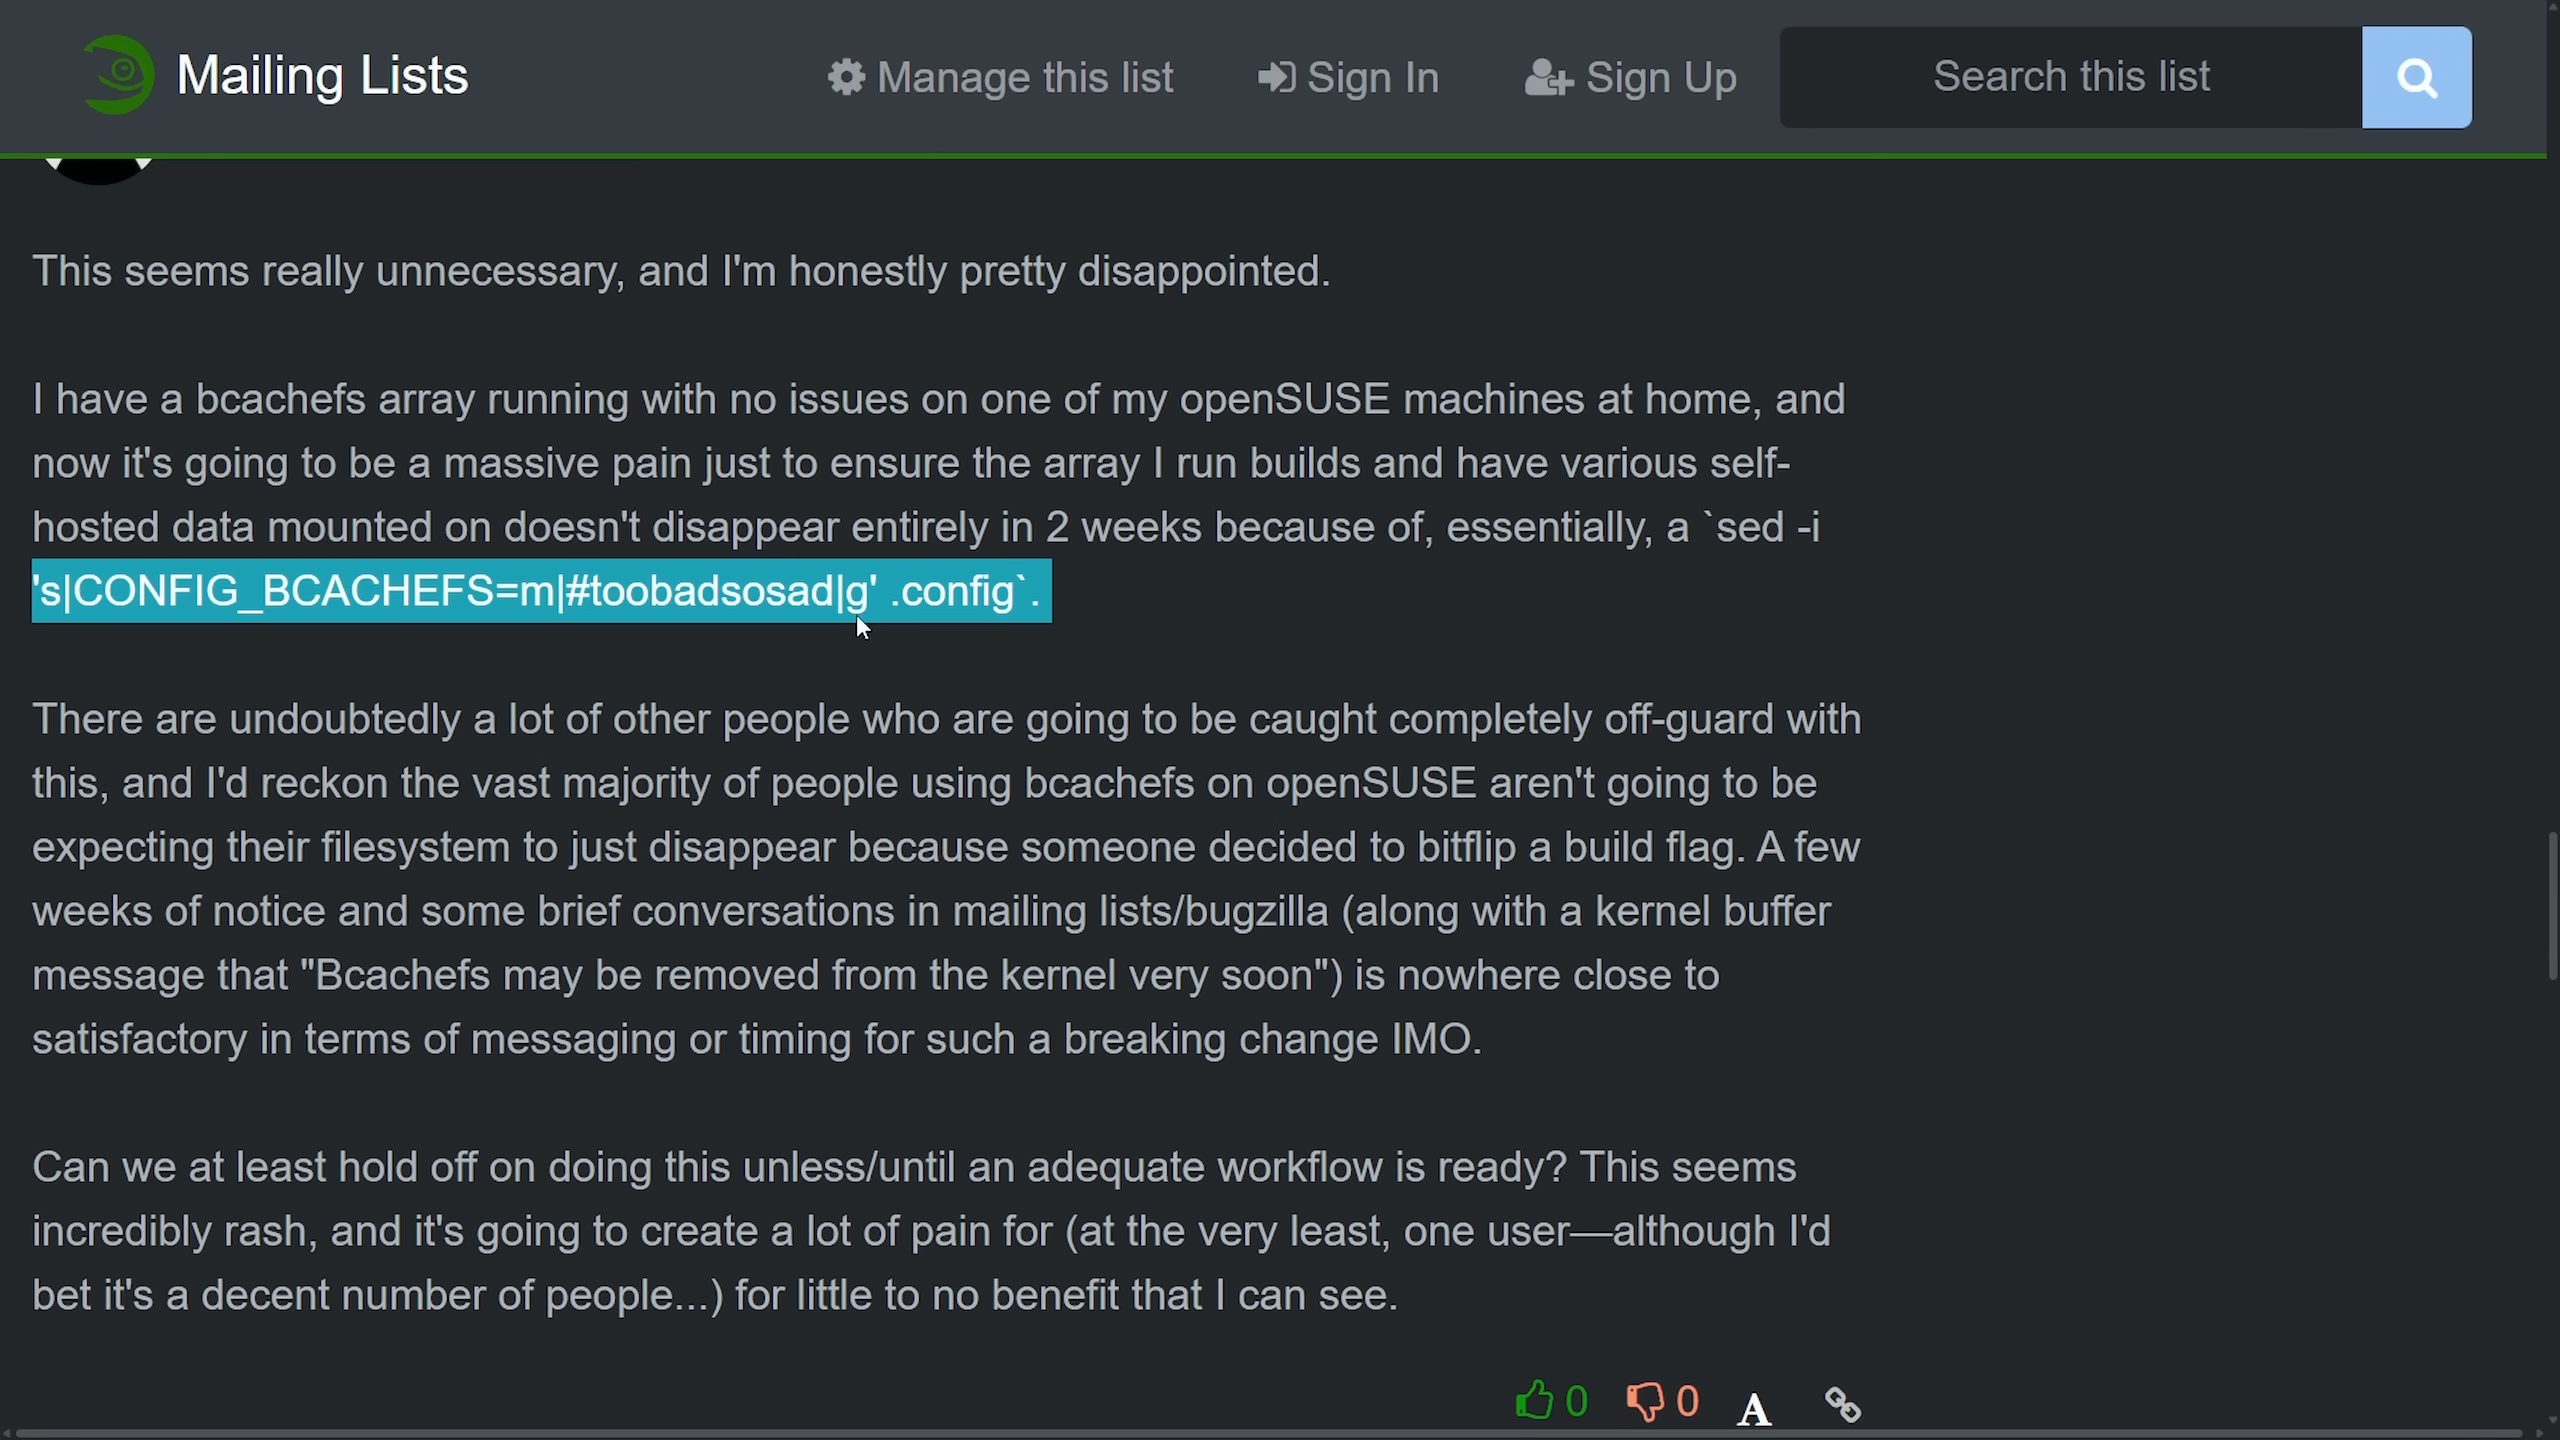 Mailing Lists
Manage this list
Sign In
Sign Up
Search this list
This seems really unnecessary, and I'm honestly pretty disappointed.
I have a bcachefs array running with no issues on one of my openSUSE machines at home, and
now it's going to be a massive pain just to ensure the array I run builds and have various self-
hosted data mounted on doesn't disappear entirely in 2 weeks because of, essentially, a `sed -i
's|CONFIG_BCACHEFS=m|#toobadsosad|g' .config`.
There are undoubtedly a lot of other people who are going to be caught completely off-guard with
this, and I'd reckon the vast majority of people using bcachefs on openSUSE aren't going to be
expecting their filesystem to just disappear because someone decided to bitflip a build flag. A few
weeks of notice and some brief conversations in mailing lists/bugzilla (along with a kernel buffer
message that "Bcachefs may be removed from the kernel very soon") is nowhere close to
satisfactory in terms of messaging or timing for such a breaking change IMO.
Can we at least hold off on doing this unless/until an adequate workflow is ready? This seems
incredibly rash, and it's going to create a lot of pain for (at the very least, one user—although I'd
bet it's a decent number of people...) for little to no benefit that I can see.
0 0 A